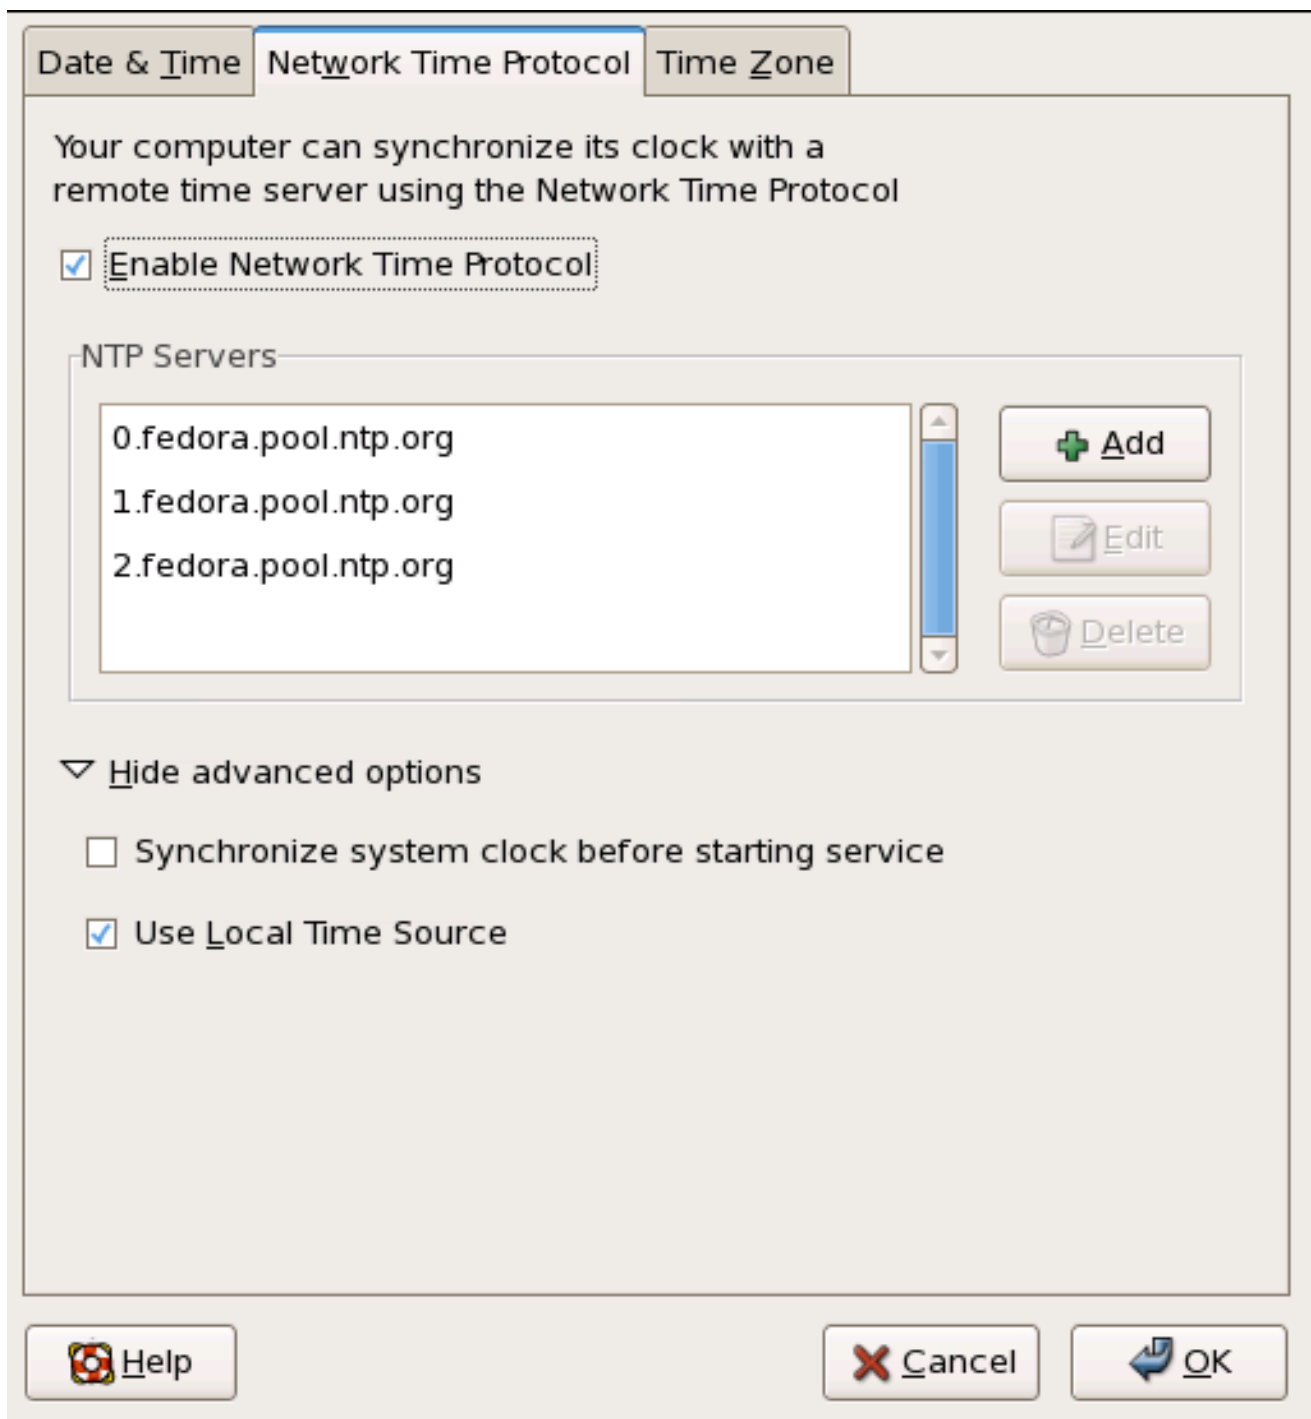 Date & Time
Network Time Protocol
Time Zone
Your computer can synchronize its clock with a
remote time server using the Network Time Protocol
Enable Network Time Protocol
NTP Servers
0.fedora.pool.ntp.org
1.fedora.pool.ntp.org
2.fedora.pool.ntp.org
Add
Edit
Delete
Hide advanced options
Synchronize system clock before starting service
Use Local Time Source
Help
Cancel
OK